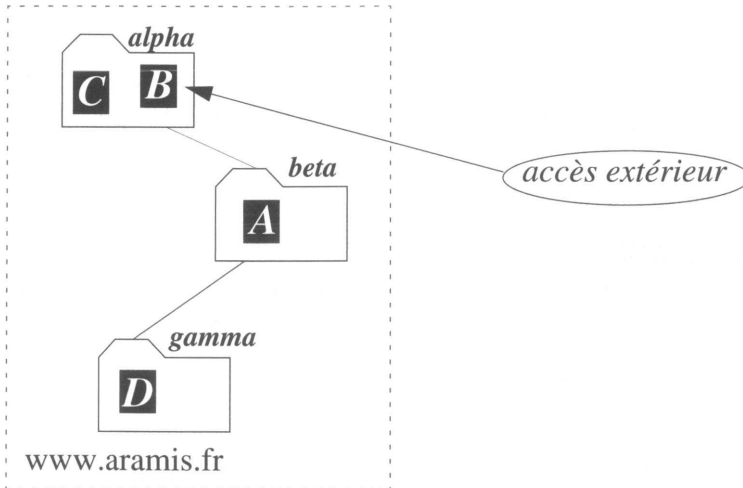 alpha
C B
beta
accès extérieur
A
gamma
D
www.aramis.fr